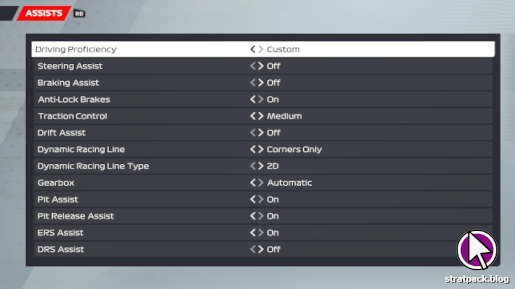 ASSISTS RB
Driving Proficiency Custom
Steering Assist Off
Braking Assist Off
Anti-Lock Brakes On
Traction Control Medium
Drift Assist Off
Dynamic Racing Line Corners Only
Dynamic Racing Line Type 2D
Gearbox Automatic
Pit Assist On
Pit Release Assist On
ERS Assist On
DRS Assist Off
stratpack.blog